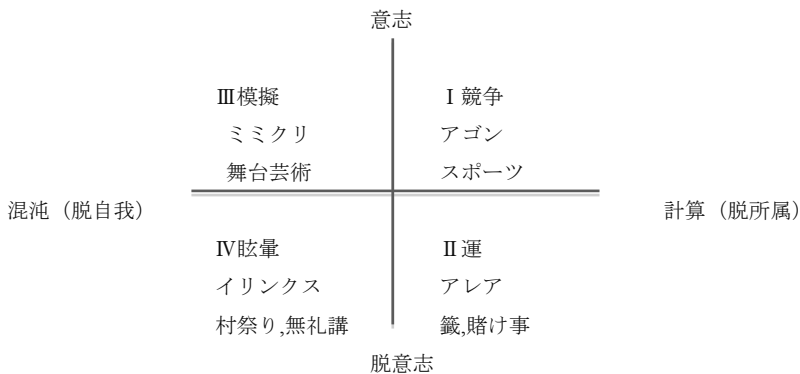 意志
Ⅲ模擬
ミミクリ
舞台芸術
Ⅰ競争
アゴン
スポーツ
混沌（脱自我）
計算（脱所属）
Ⅳ眩暈
イリンクス
村祭り,無礼講
Ⅱ運
アレア
籤,賭け事
脱意志